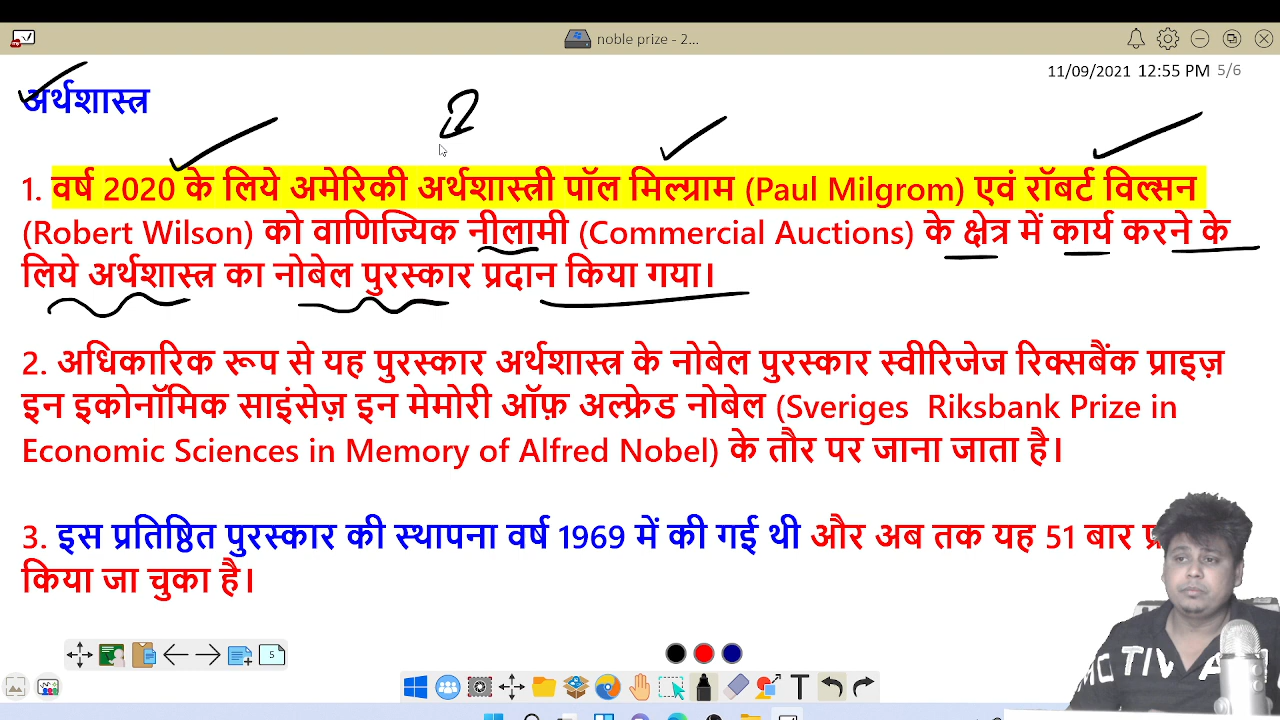 noble prize - 2...
11/09/2021 12:55 PM 5/6
अर्थशास्त्र
2
1. वर्ष 2020 के लिये अमेरिकी अर्थशास्त्री पॉल मिल्ग्राम (Paul Milgrom) एवं रॉबर्ट विल्सन
(Robert Wilson) को वाणिज्यिक नीलामी (Commercial Auctions) के क्षेत्र में कार्य करने के
लिये अर्थशास्त्र का नोबेल पुरस्कार प्रदान किया गया।
2. अधिकारिक रूप से यह पुरस्कार अर्थशास्त्र के नोबेल पुरस्कार स्वीरिजेज रिक्सबैंक प्राइज़
इन इकोनॉमिक साइंसेज़ इन मेमोरी ऑफ़ अल्फ्रेड नोबेल (Sveriges Riksbank Prize in
Economic Sciences in Memory of Alfred Nobel) के तौर पर जाना जाता है।
3. इस प्रतिष्ठित पुरस्कार की स्थापना वर्ष 1969 में की गई थी और अब तक यह 51 बार
किया जा चुका है।
5